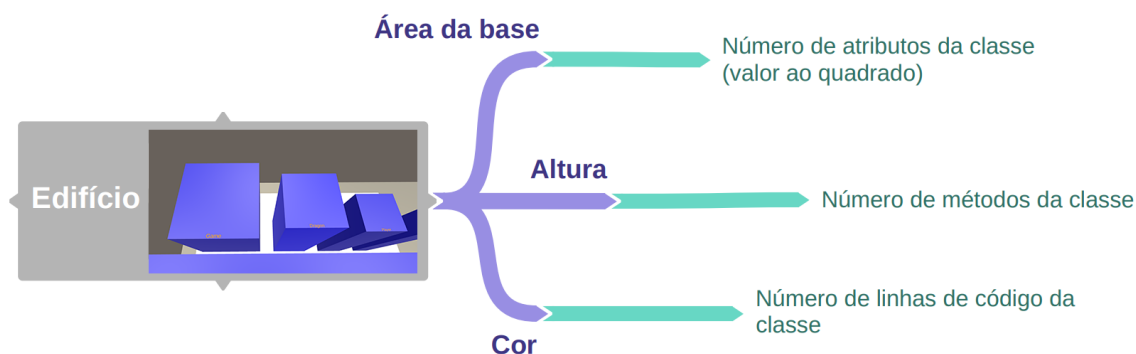 Área da base
Número de atributos da classe
(valor ao quadrado)
Edifício
Altura
Número de métodos da classe
Número de linhas de código da
classe
Cor